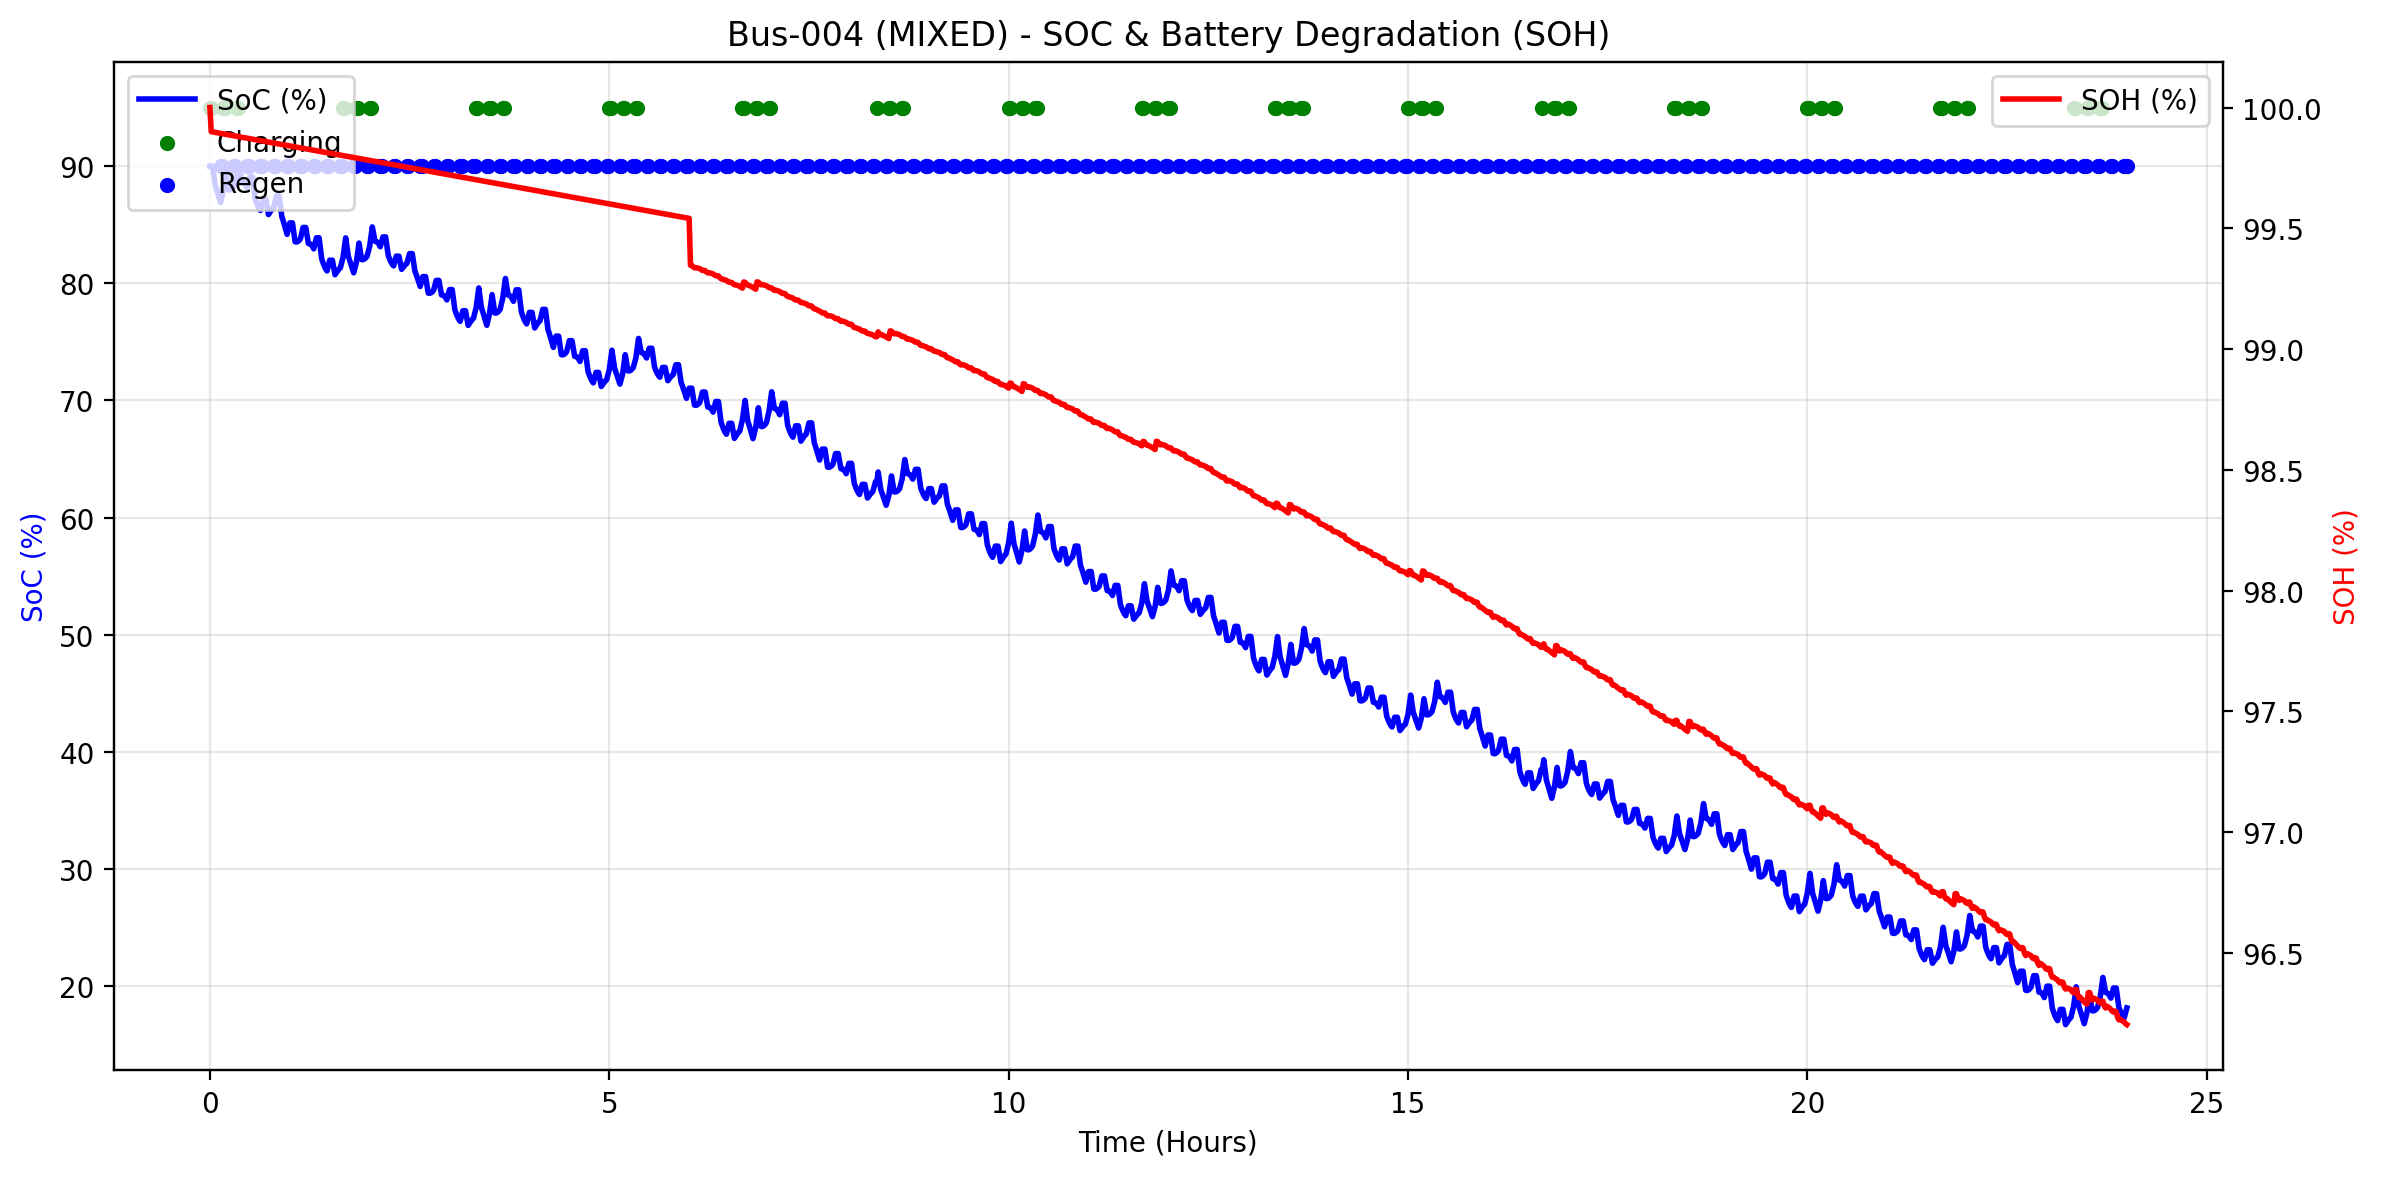 Bus-004 (MIXED) - SOC & Battery Degradation (SOH)
SoC (%)
Charging
Regen
SOH (%)
90
80
70
60
50
40
30
20
SoC (%)
100.0
99.5
99.0
98.5
98.0
97.5
97.0
96.5
SOH (%)
0
5
10
15
20
25
Time (Hours)